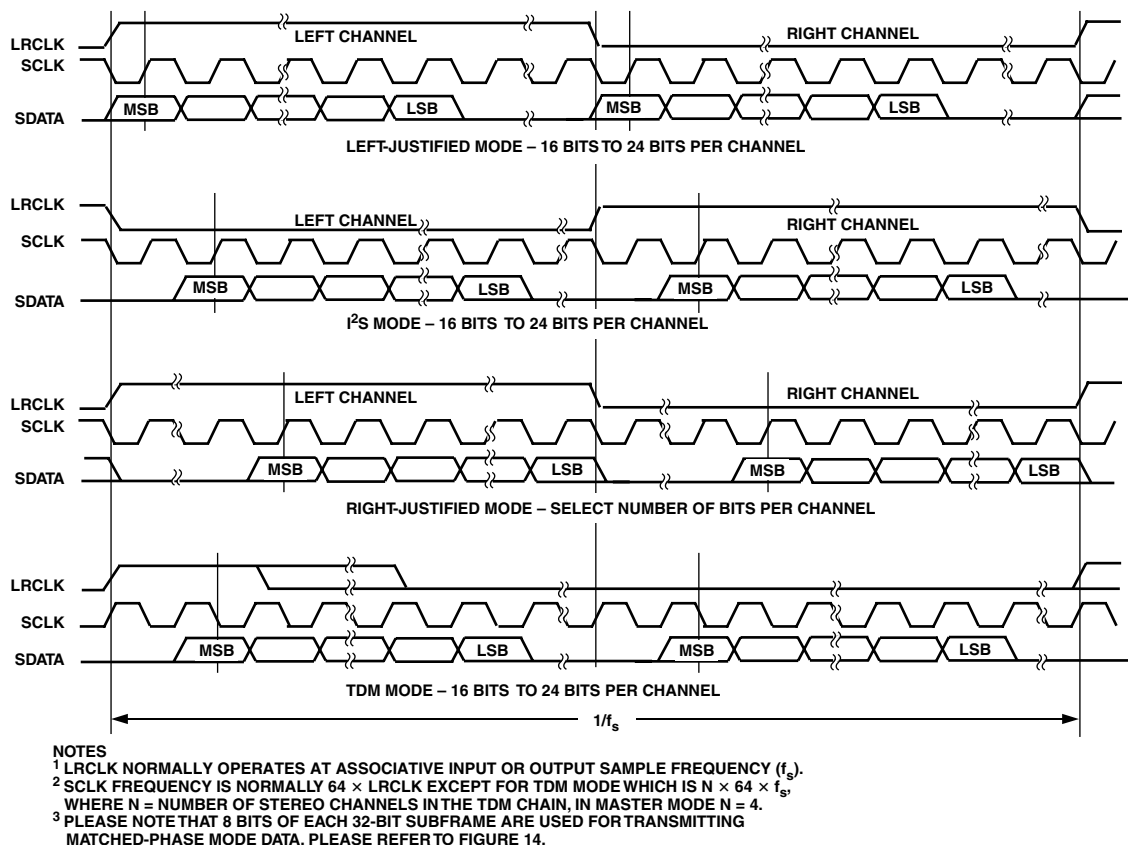 LRCLK LEFT CHANNEL RIGHT CHANNEL
SCLK
SDATA MSB LSB MSB LSB
LEFT-JUSTIFIED MODE – 16 BITS TO 24 BITS PER CHANNEL
LRCLK LEFT CHANNEL RIGHT CHANNEL
SCLK
SDATA MSB LSB MSB LSB
I²S MODE – 16 BITS TO 24 BITS PER CHANNEL
LRCLK LEFT CHANNEL RIGHT CHANNEL
SCLK
SDATA MSB LSB MSB LSB
RIGHT-JUSTIFIED MODE – SELECT NUMBER OF BITS PER CHANNEL
LRCLK
SCLK
SDATA MSB LSB MSB LSB
TDM MODE – 16 BITS TO 24 BITS PER CHANNEL
1/fs
NOTES
1 LRCLK NORMALLY OPERATES AT ASSOCIATIVE INPUT OR OUTPUT SAMPLE FREQUENCY (fs).
2 SCLK FREQUENCY IS NORMALLY 64 × LRCLK EXCEPT FOR TDM MODE WHICH IS N × 64 × fs,
WHERE N = NUMBER OF STEREO CHANNELS IN THE TDM CHAIN, IN MASTER MODE N = 4.
3 PLEASE NOTE THAT 8 BITS OF EACH 32-BIT SUBFRAME ARE USED FOR TRANSMITTING
MATCHED-PHASE MODE DATA. PLEASE REFER TO FIGURE 14.